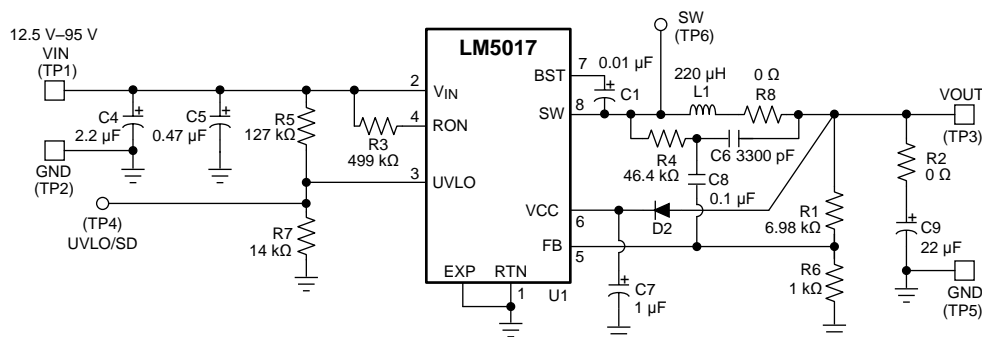 12.5 V–95 V
VIN
(TP1)
C4
2.2 µF
C5
0.47 µF
GND
(TP2)
R5
127 kΩ
R3
499 kΩ
(TP4)
UVLO/SD
R7
14 kΩ
LM5017
2
VIN
4
RON
3
UVLO
EXP
RTN
1
U1
BST
7
SW
8
VCC
6
FB
5
0.01 µF
C1
SW
(TP6)
220 µH
L1
0 Ω
R8
R4
46.4 kΩ
C6
3300 pF
C8
0.1 µF
D2
C7
1 µF
R1
6.98 kΩ
R6
1 kΩ
VOUT
(TP3)
R2
0Ω
C9
22 µF
GND
(TP5)
+
+
+
+
+